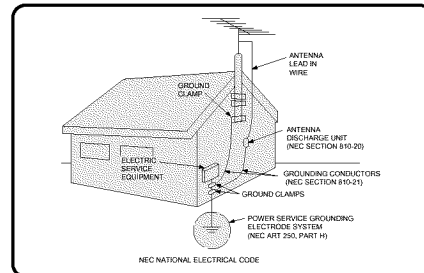 ANTENNA
LEAD IN
WIRE
GROUND
CLAMP
ANTENNA
DISCHARGE UNIT
(NEC SECTION 810-20)
ELECTRIC
SERVICE
EQUIPMENT
GROUNDING CONDUCTORS
(NEC SECTION 810-21)
GROUND CLAMPS
POWER SERVICE GROUNDING
ELECTRODE SYSTEM
(NEC ART 250, PART H)
NEC NATIONAL ELECTRICAL CODE